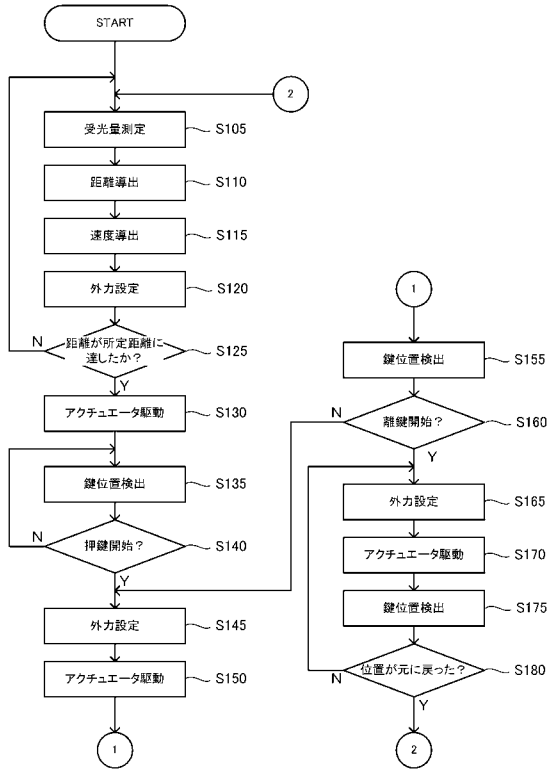 START
2
受光量測定
S105
距離導出
S110
速度導出
S115
外力設定
S120
距離が所定距離に
達したか？
S125
N
Y
アクチュエータ駆動
S130
鍵位置検出
S135
押鍵開始？
S140
N
Y
外力設定
S145
アクチュエータ駆動
S150
1
1
鍵位置検出
S155
離鍵開始？
S160
N
Y
外力設定
S165
アクチュエータ駆動
S170
鍵位置検出
S175
位置が元に戻った？
S180
N
Y
2